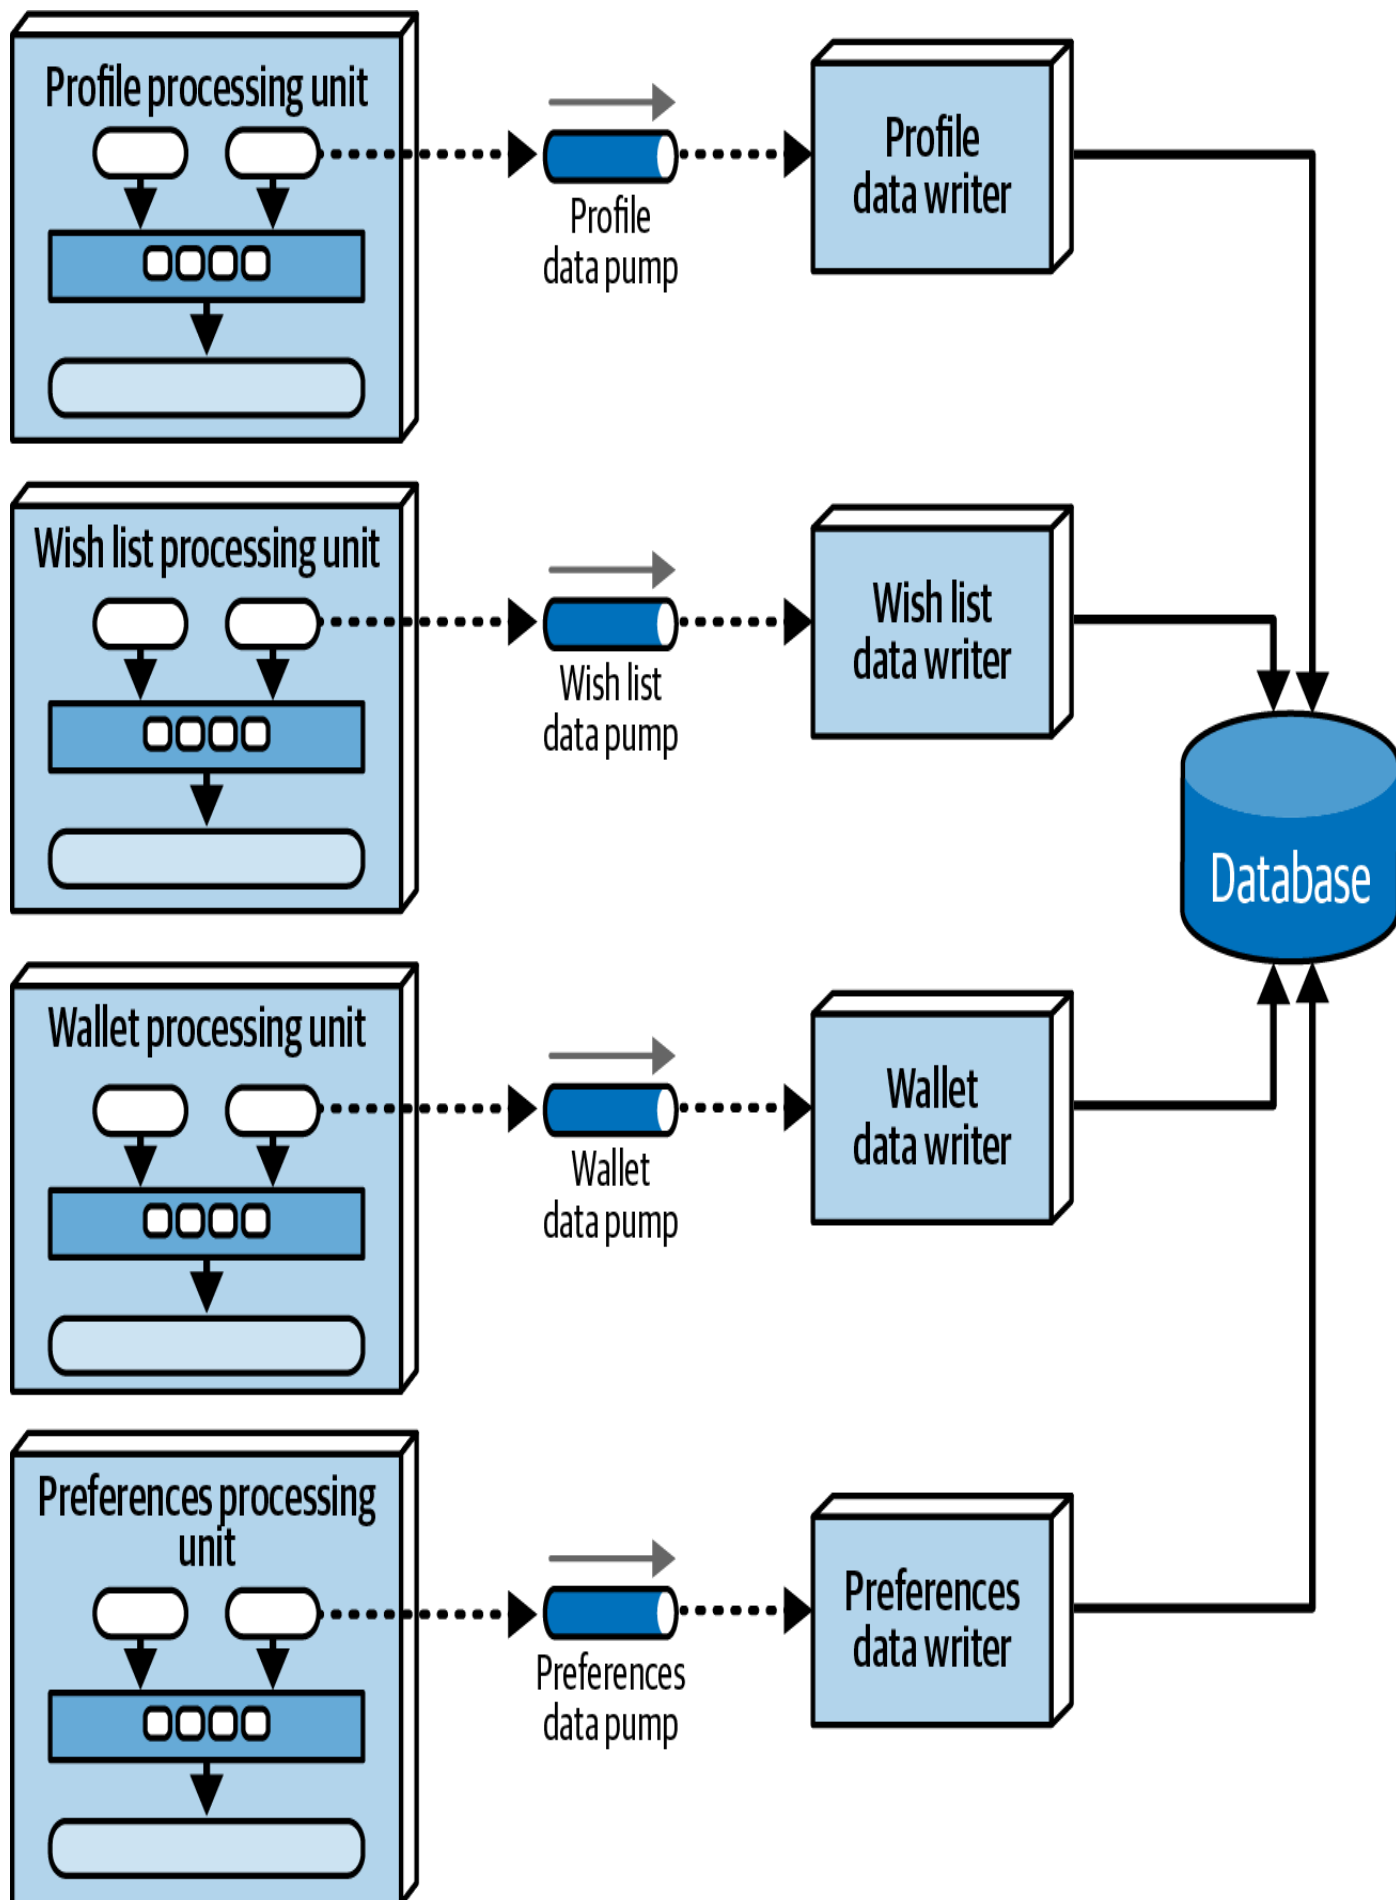 Profile processing unit
Profile
data pump
Profile
data writer
Wish list processing unit
Wish list
data pump
Wish list
data writer
Database
Wallet processing unit
Wallet
data pump
Wallet
data writer
Preferences processing
unit
Preferences
data pump
Preferences
data writer